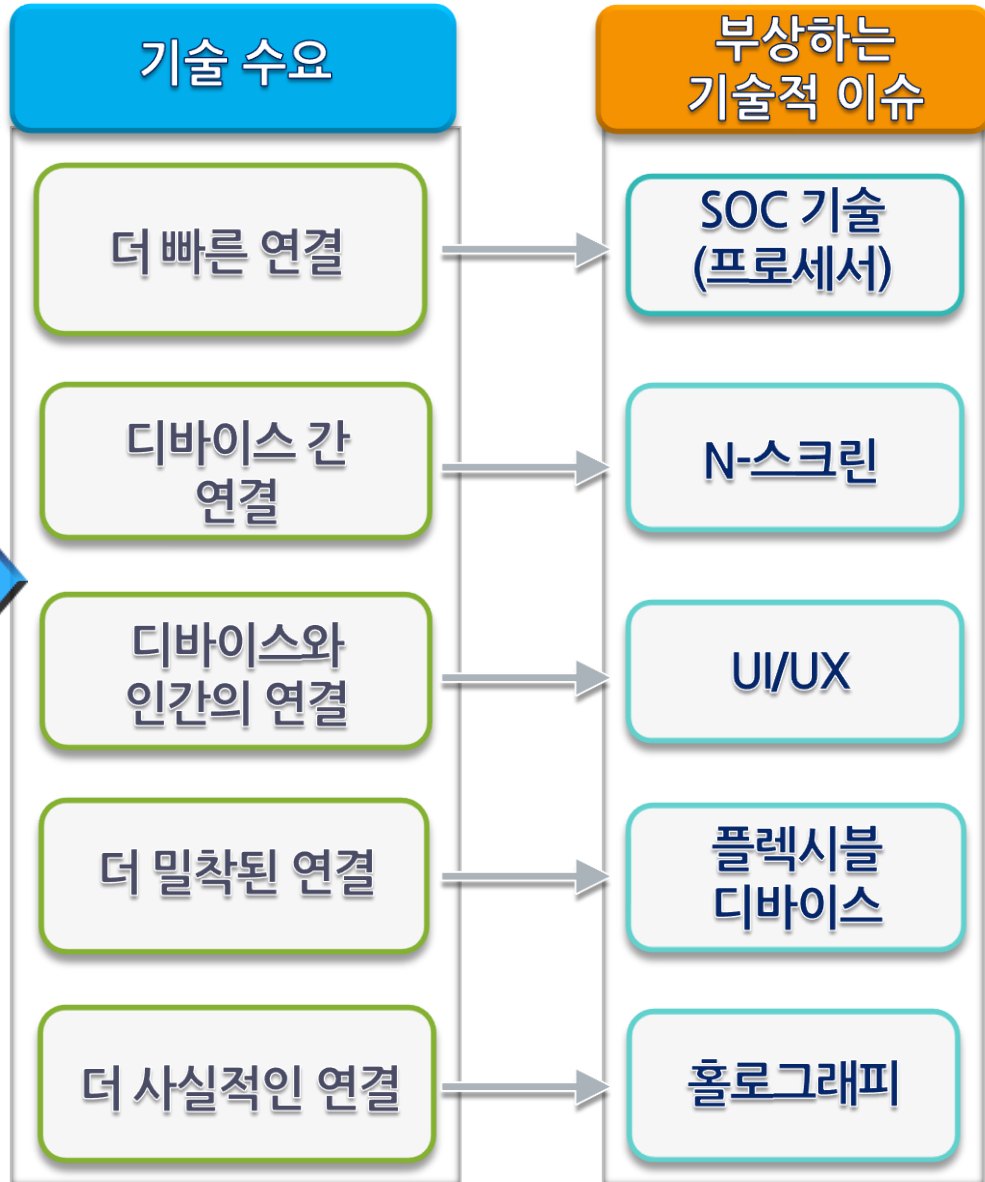 기술 수요
부상하는
기술적 이슈
더 빠른 연결
SOC 기술
(프로세서)
디바이스 간
연결
N-스크린
디바이스와
인간의 연결
UI/UX
더 밀착된 연결
플렉시블
디바이스
더 사실적인 연결
홀로그래피